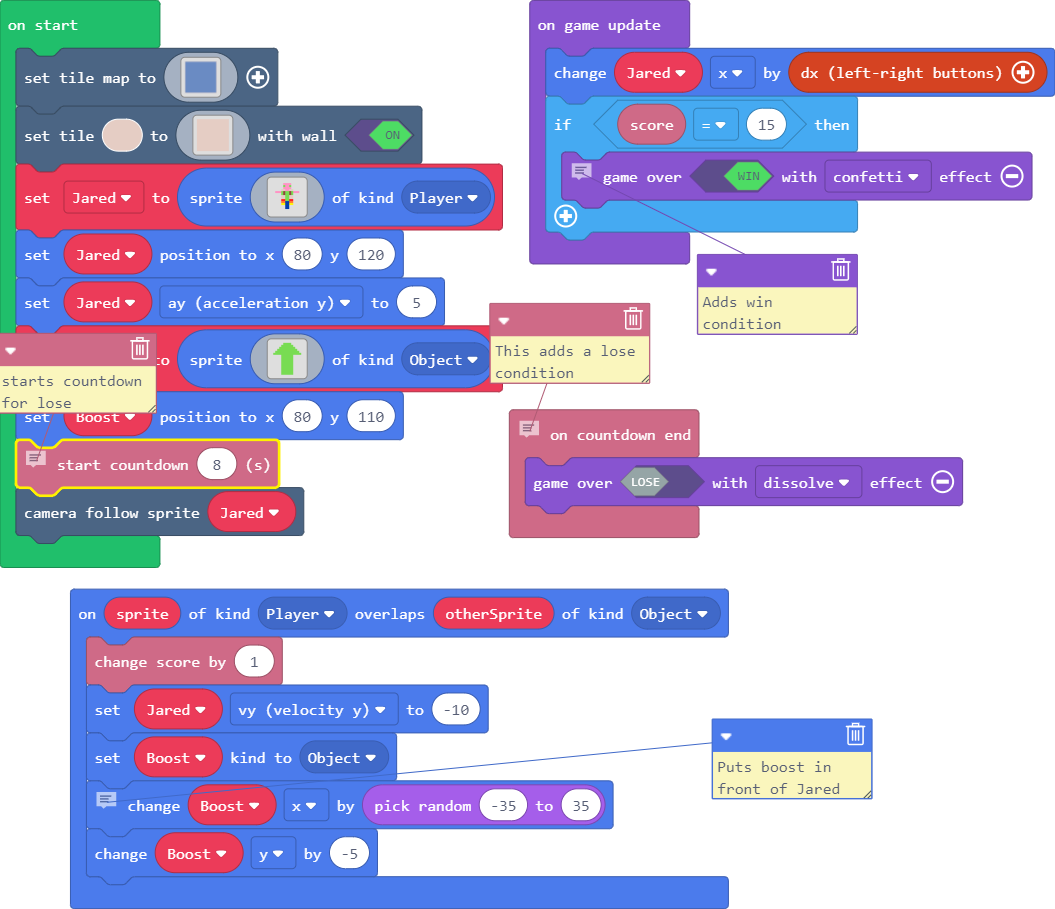 on start
set tile map to
set tile to with wall ON
set Jared to sprite of kind Player
set Jared position to x 80 y 120
set Jared ay (acceleration y) to 5
to sprite of kind Object
starts countdown
for lose
set Boost position to x 80 y 110
start countdown 8 (s)
camera follow sprite Jared
on game update
change Jared x by dx (left-right buttons)
if score = 15 then
game over WIN with confetti effect
Adds win
condition
This adds a lose
condition
on countdown end
game over LOSE with dissolve effect
on sprite of kind Player overlaps otherSprite of kind Object
change score by 1
set Jared vy (velocity y) to -10
set Boost kind to Object
change Boost x by pick random -35 to 35
change Boost y by -5
Puts boost in
front of Jared